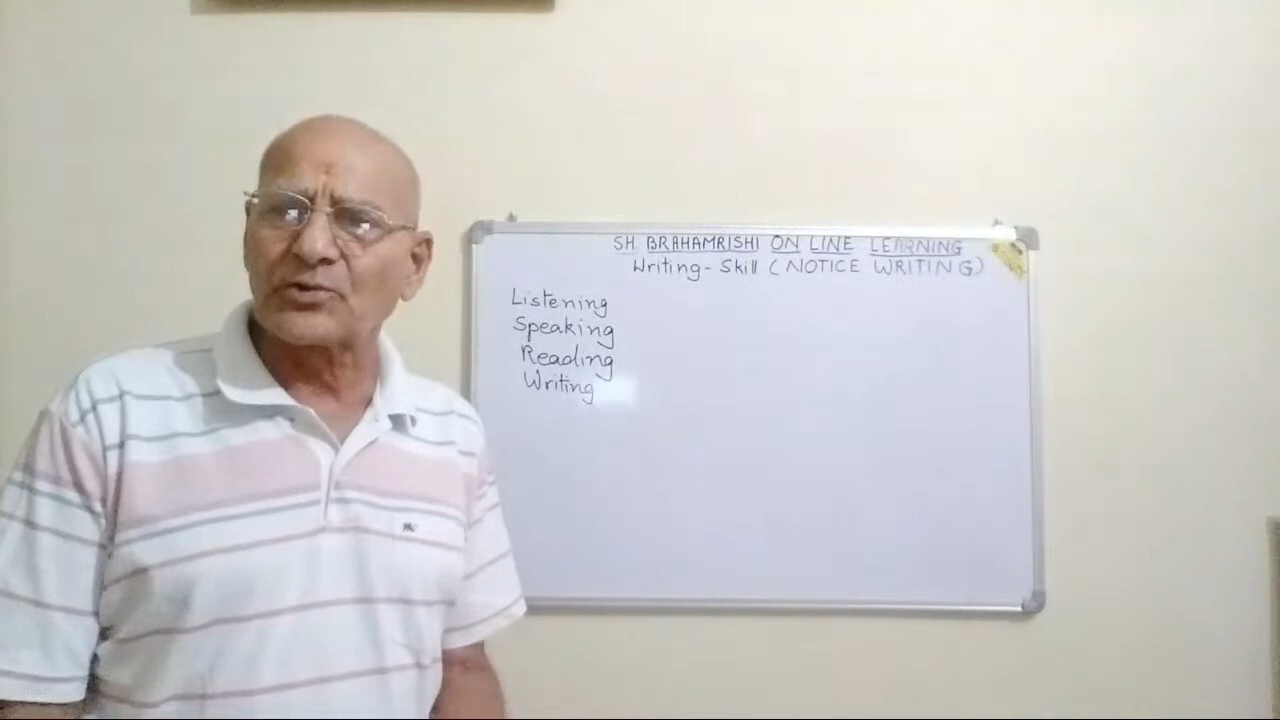 SH BRAHAMRISHI ON LINE LEARNING
Writing-Skill (NOTICE WRITING)
Listening
Speaking
Reading
Writing